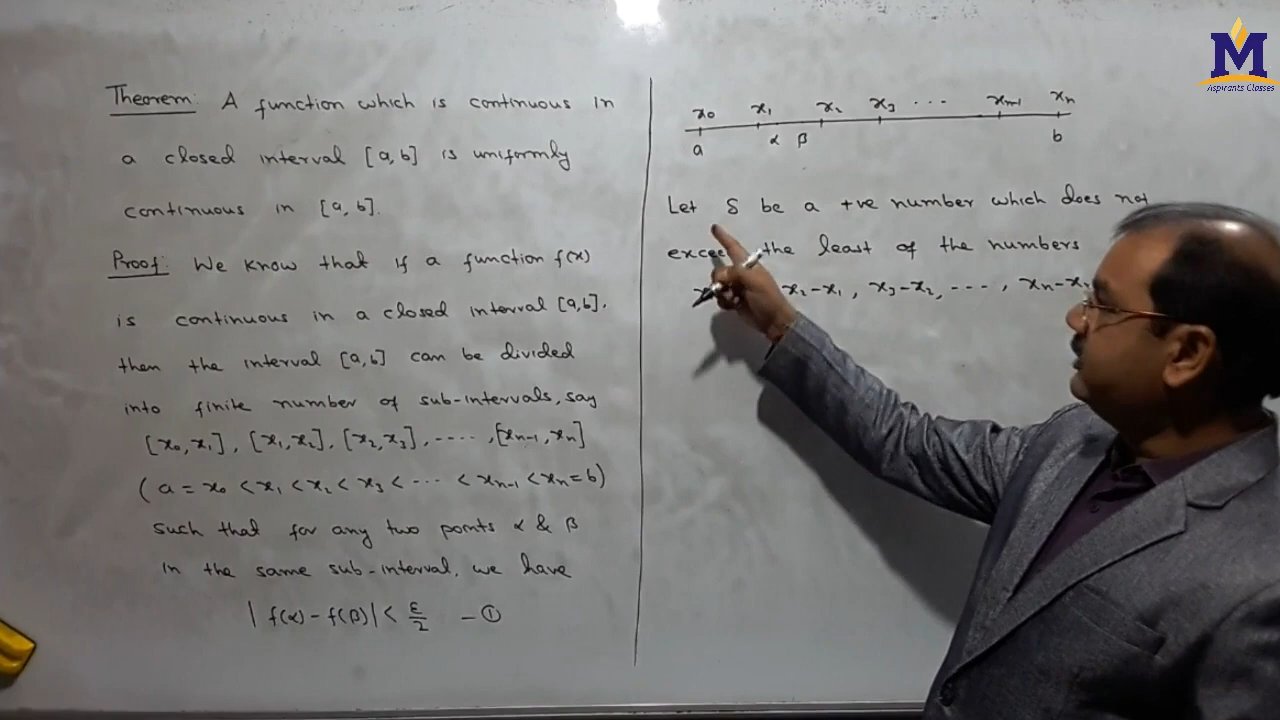 Theorem: A function which is continuous in
a closed interval [a, b] is uniformly
continuous in [a, b].
Proof: We know that if a function f(x)
is continuous in a closed interval [a, b].
then the interval [a, b] can be divided
into finite number of sub-intervals, say
[x₀, x₁], [x₁, x₂], [x₂, x₃], ----- , [xₙ₋₁, xₙ]
( a = x₀ < x₁ < x₂ < x₃ < ... < xₙ₋₁ < xₙ = b)
such that for any two points α & β
in the same sub-interval, we have
| f(α) - f(β)| < ε/2 — ①
x₀ x₁ x₂ x₃ ... xₙ₋₁ xₙ
a α β b
Let δ be a +ve number which does not
the least of the numbers
x₂-x₁, x₃-x₂, ---- , xₙ-x
M
Aspirants Classes